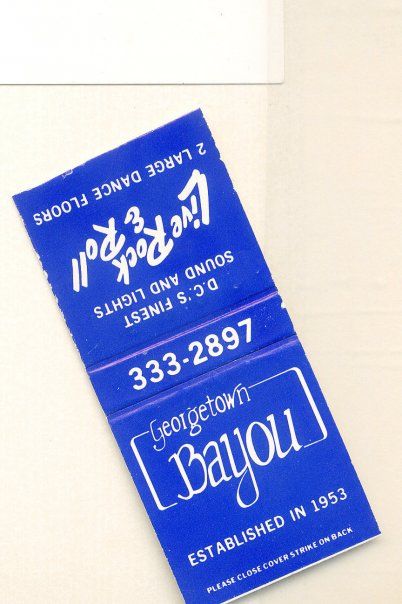 2 LARGE DANCE FLOORS
Live Rock
& Roll
D.C.'S FINEST
SOUND AND LIGHTS
333-2897
Georgetown
Bayou
ESTABLISHED IN 1953
PLEASE CLOSE COVER STRIKE ON BACK